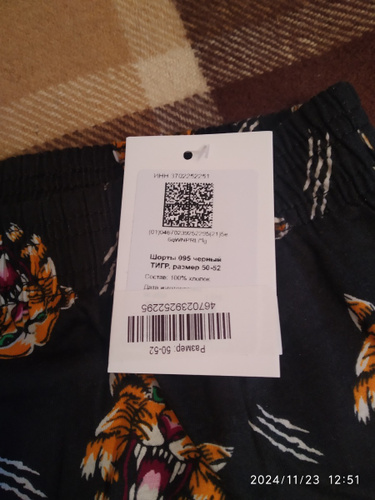 ИНН 3702252251
Шорты 095 черный
ТИГР, размер 50-52
Состав: 100% хлопок
Дата
4670239252295
Размер 50-52
2024/11/23 12:51